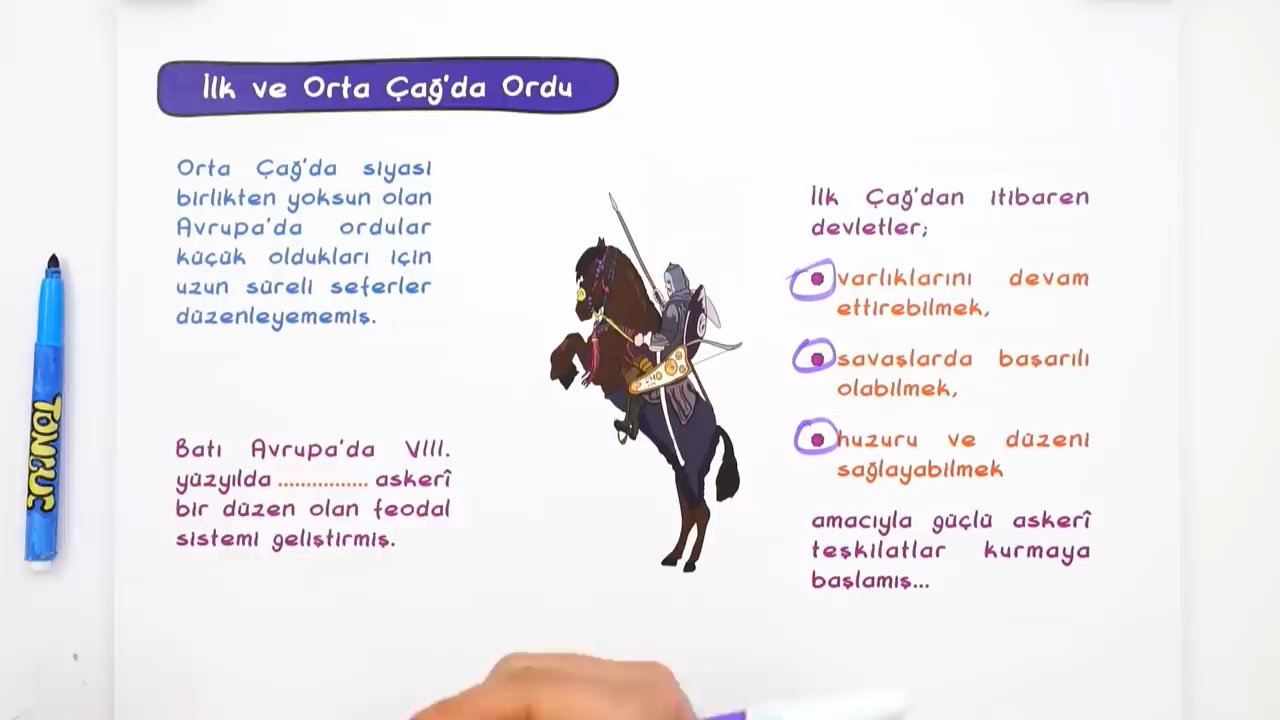 İlk ve Orta Çağ'da Ordu
Orta Çağ'da siyasi
birlikten yoksun olan
Avrupa'da ordular
küçük oldukları için
uzun süreli seferler
düzenleyememiş.
Batı Avrupa'da VIII.
yüzyılda ................ askerî
bir düzen olan feodal
sistemi geliştirmiş.
İlk Çağ'dan itibaren
devletler;
varlıklarını devam
ettirebilmek,
savaşlarda başarılı
olabilmek,
huzuru ve düzeni
sağlayabilmek
amacıyla güçlü askerî
teşkilatlar kurmaya
başlamış...
TONGUÇ